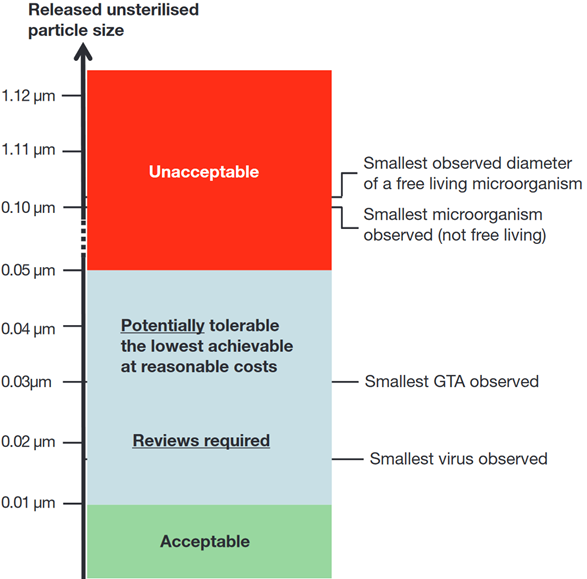 Released unsterilised
particle size
1.12 µm
1.11 µm
Unacceptable
Smallest observed diameter
of a free living microorganism
0.10 µm
Smallest microorganism
observed (not free living)
0.05 µm
0.04 µm
Potentially tolerable
the lowest achievable
at reasonable costs
0.03µm
Smallest GTA observed
0.02 µm
Reviews required
Smallest virus observed
0.01 µm
Acceptable